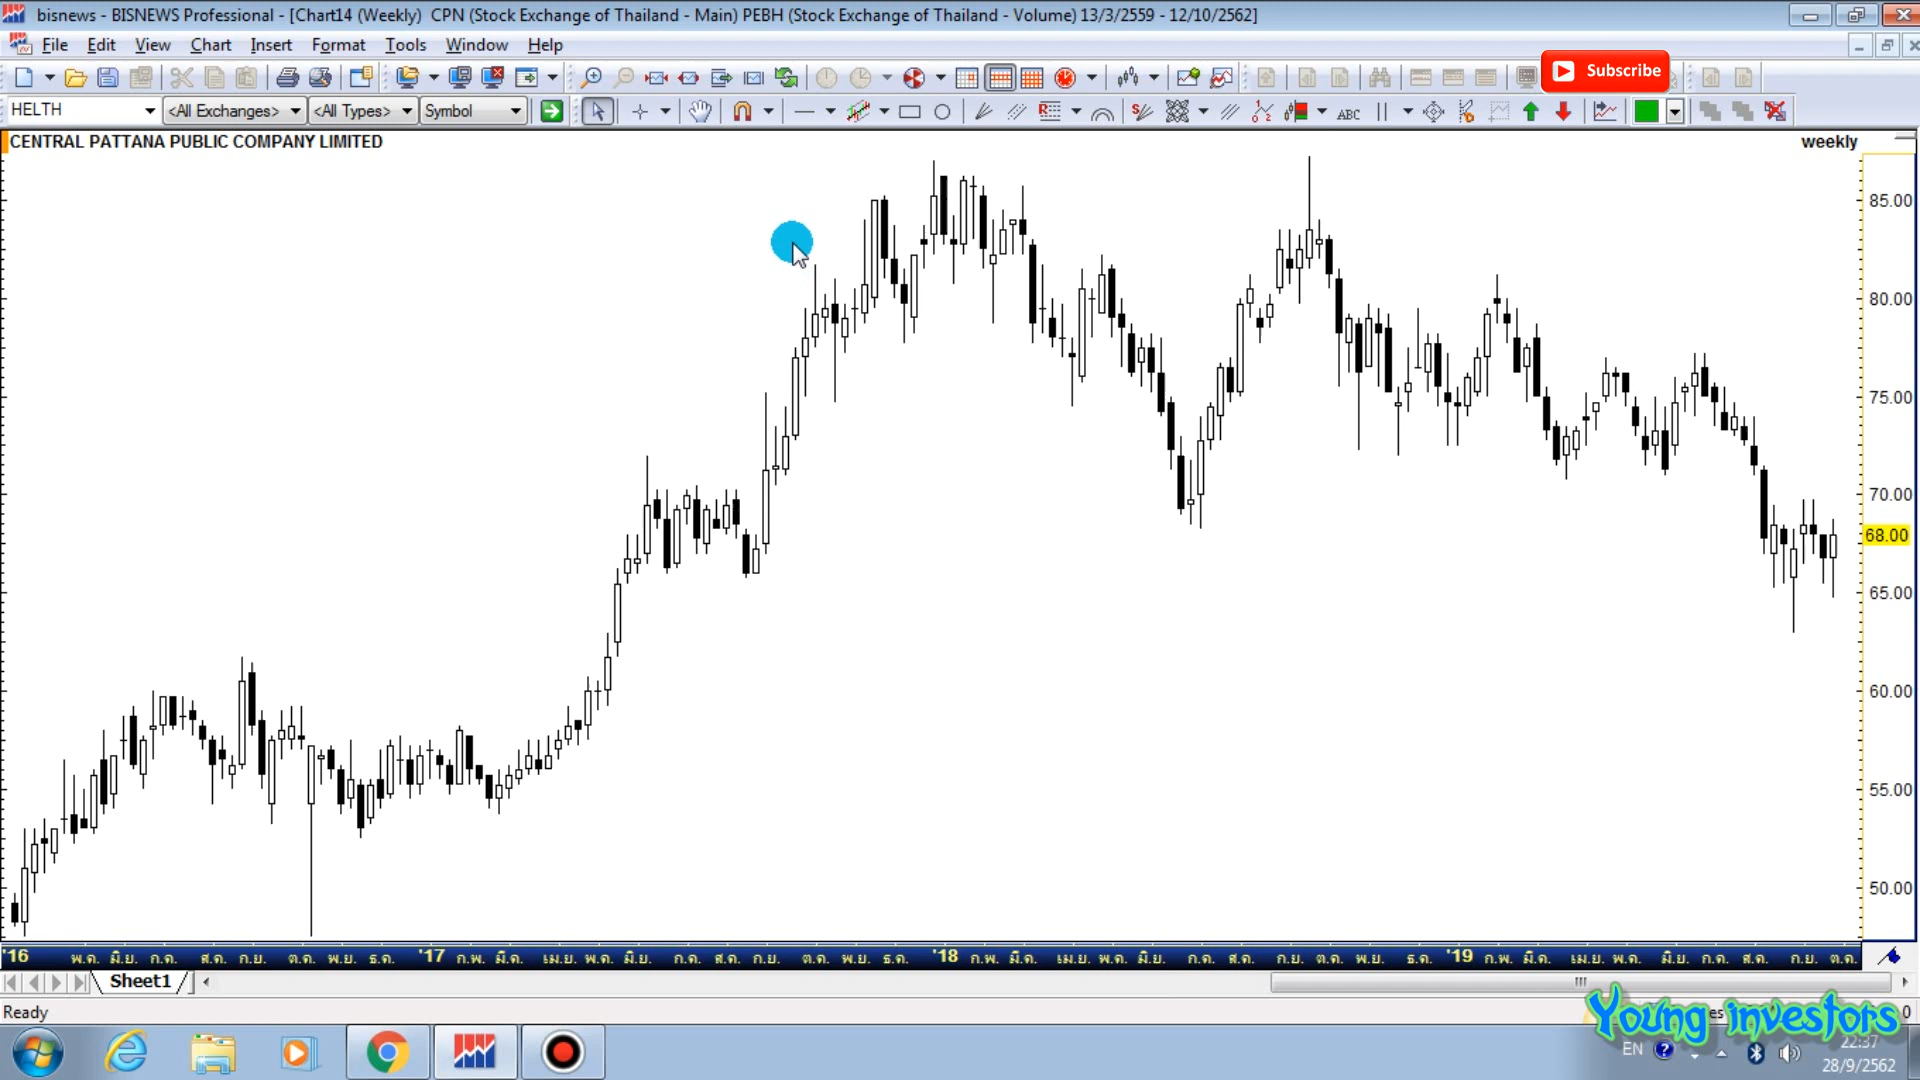 bisnews - BISNEWS Professional - [Chart14 (Weekly)  CPN (Stock Exchange of Thailand - Main) PEBH (Stock Exchange of Thailand - Volume) 13/3/2559 - 12/10/2562]
File Edit View Chart Insert Format Tools Window Help
Subscribe
HELTH <All Exchanges> <All Types> Symbol ABC
CENTRAL PATTANA PUBLIC COMPANY LIMITED weekly
85.00
80.00
75.00
70.00
68.00
65.00
60.00
55.00
50.00
'16 พ.ค. มิ.ย. ก.ค. ส.ค. ก.ย. ต.ค. พ.ย. ธ.ค. '17 ก.พ. มี.ค. เม.ย. พ.ค. มิ.ย. ก.ค. ส.ค. ก.ย. ต.ค. พ.ย. ธ.ค. '18 ก.พ. มี.ค. เม.ย. พ.ค. มิ.ย. ก.ค. ส.ค. ก.ย. ต.ค. พ.ย. ธ.ค. '19 ก.พ. มี.ค. เม.ย. พ.ค. มิ.ย. ก.ค. ส.ค. ก.ย. ต.ค.
Sheet1
Ready
Young investors
EN 22:37
28/9/2562